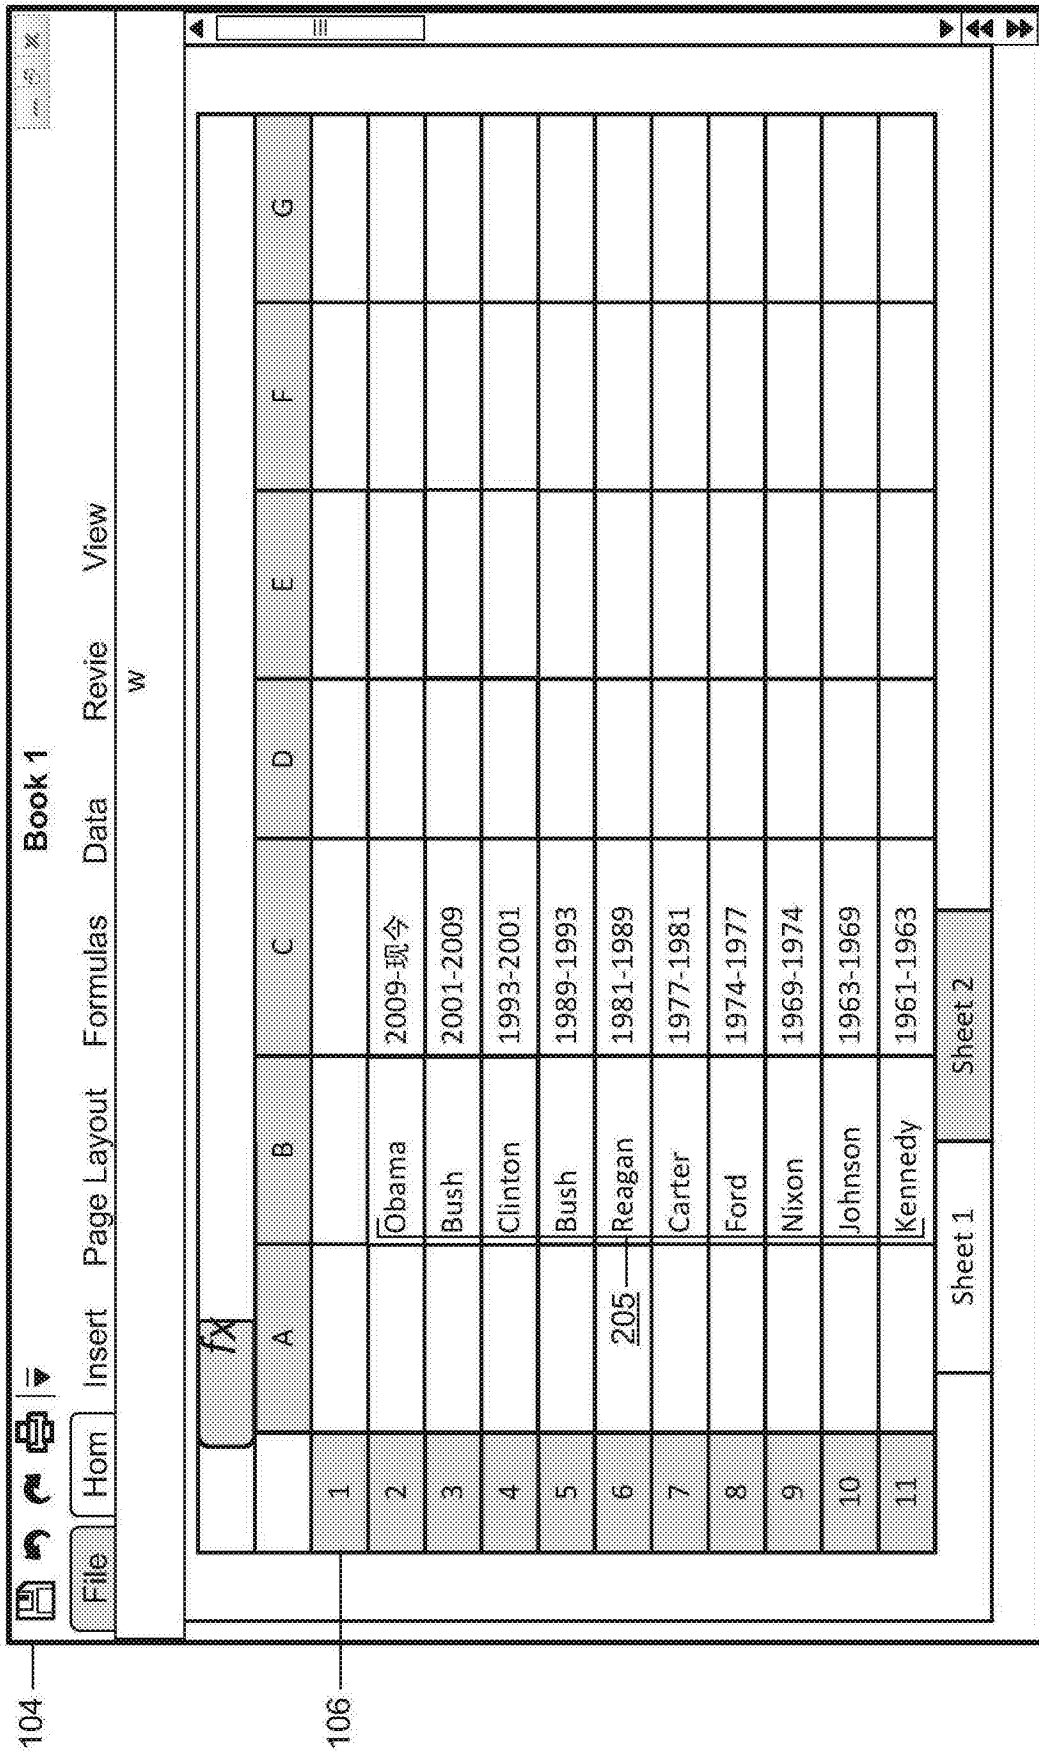 104
Book 1
File Hom Insert Page Layout Formulas Data Revie View
w
fx
A B C D E F G
106
1
2 Obama 2009-现今
3 Bush 2001-2009
4 Clinton 1993-2001
5 Bush 1989-1993
6 205 Reagan 1981-1989
7 Carter 1977-1981
8 Ford 1974-1977
9 Nixon 1969-1974
10 Johnson 1963-1969
11 Kennedy 1961-1963
Sheet 1 Sheet 2